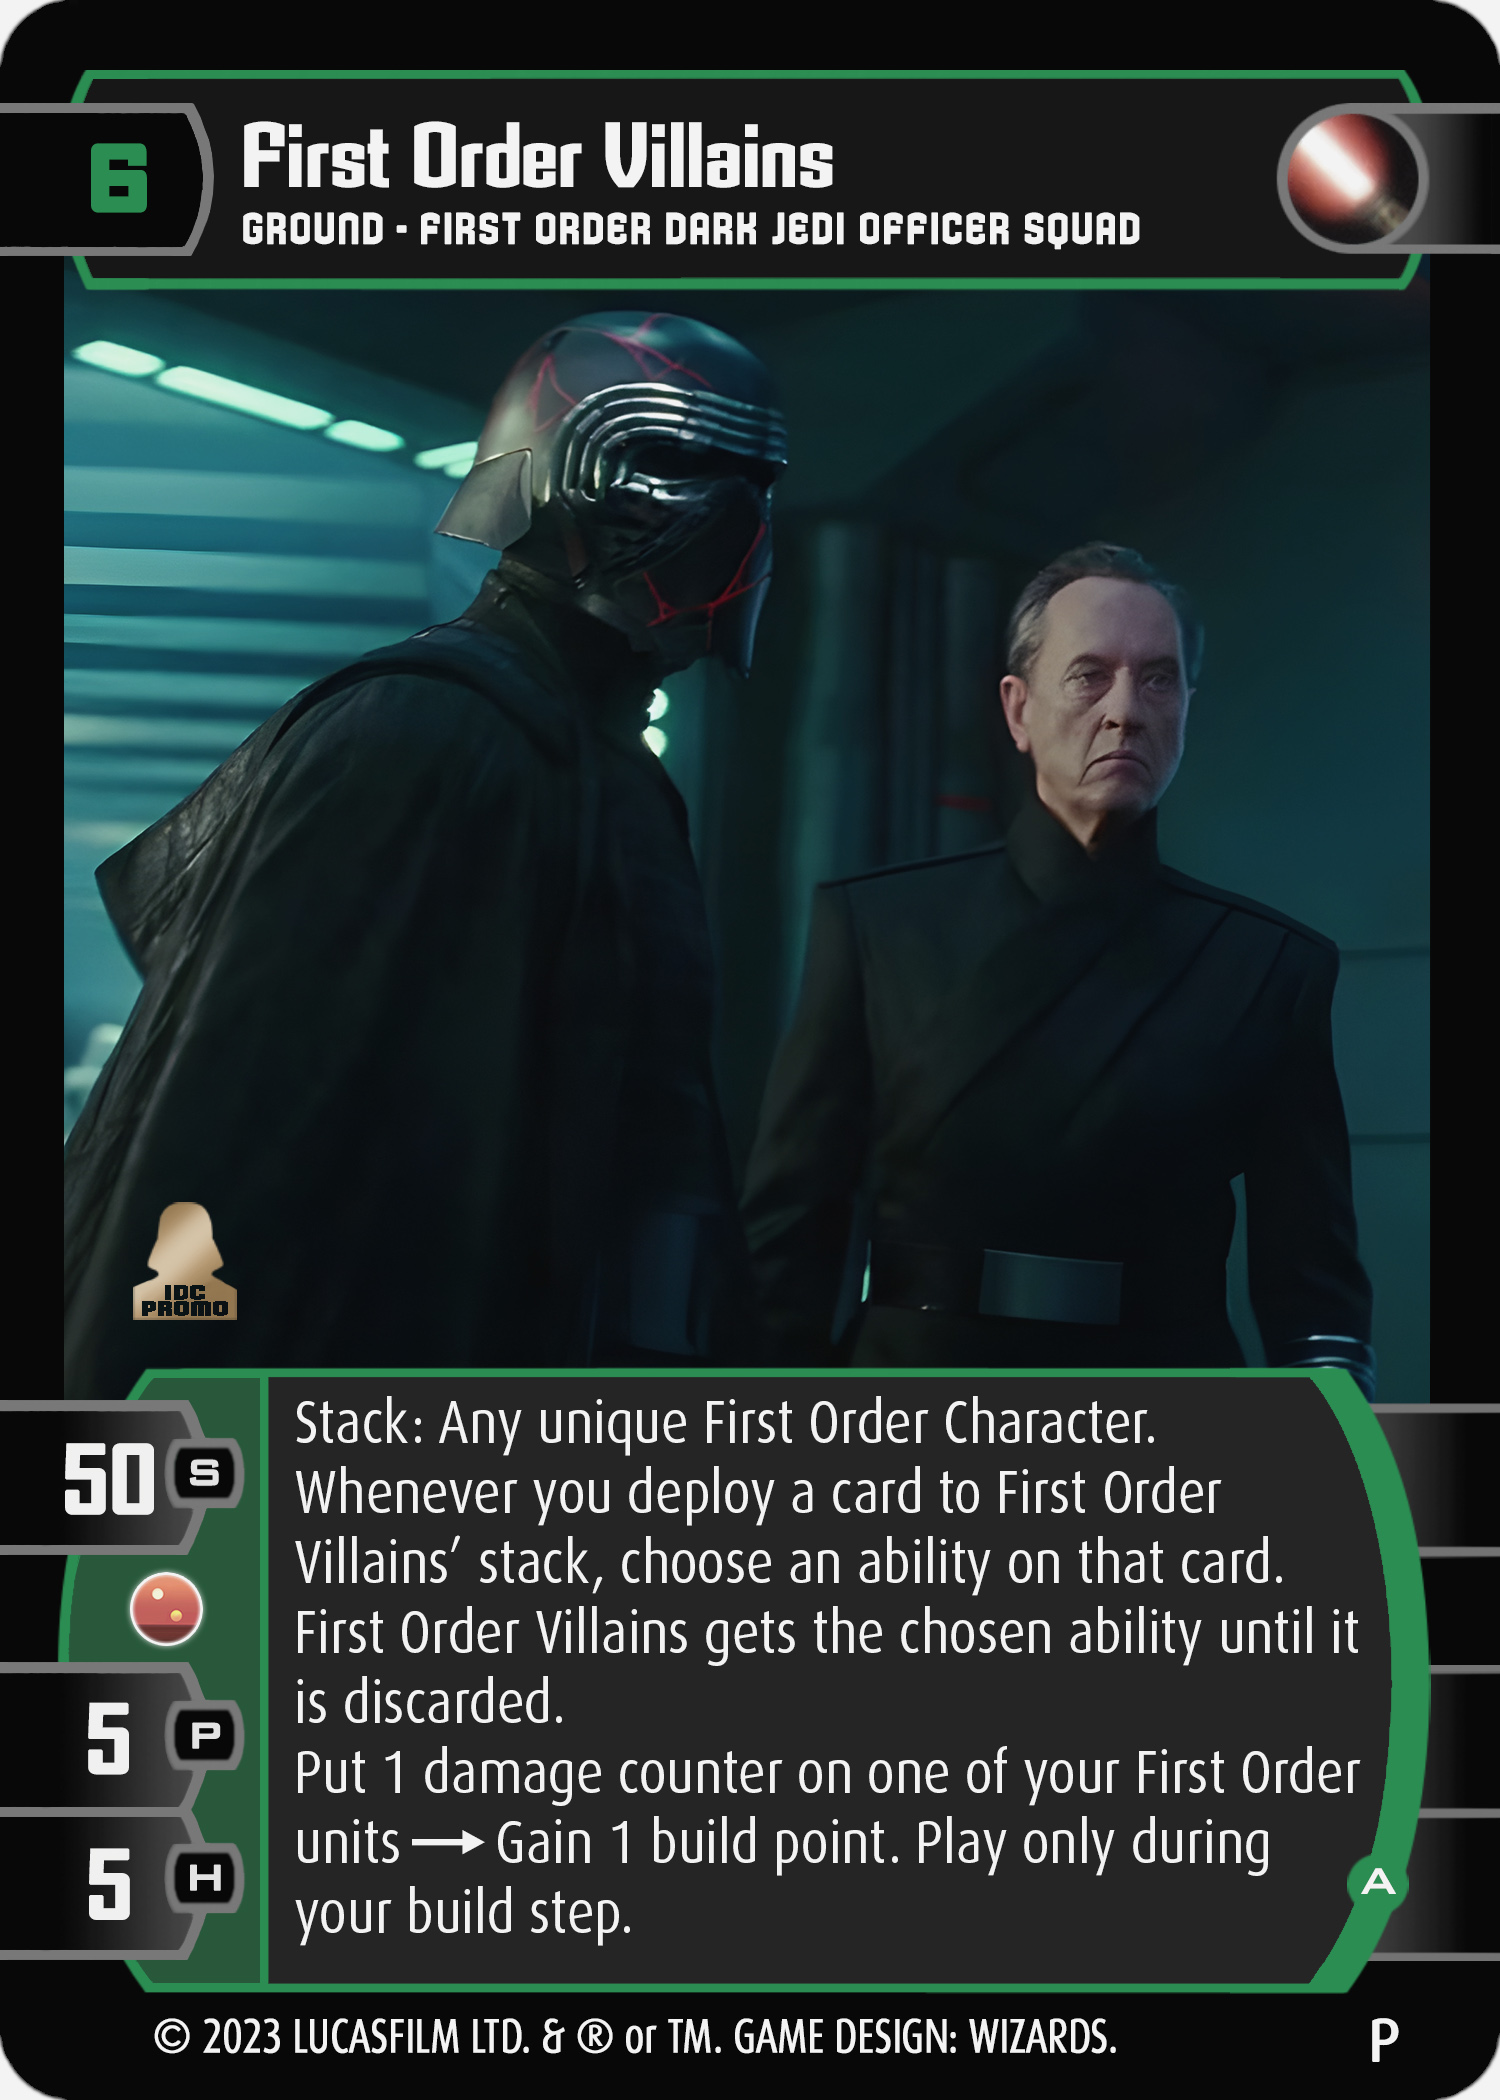 6
First Order Villains
GROUND - FIRST ORDER DARK JEDI OFFICER SQUAD
IDC
PROMO
50 S
5 P
5 H
Stack: Any unique First Order Character.
Whenever you deploy a card to First Order
Villains’ stack, choose an ability on that card.
First Order Villains gets the chosen ability until it
is discarded.
Put 1 damage counter on one of your First Order
units → Gain 1 build point. Play only during
your build step.
A
© 2023 LUCASFILM LTD. & ® or TM. GAME DESIGN: WIZARDS.
P